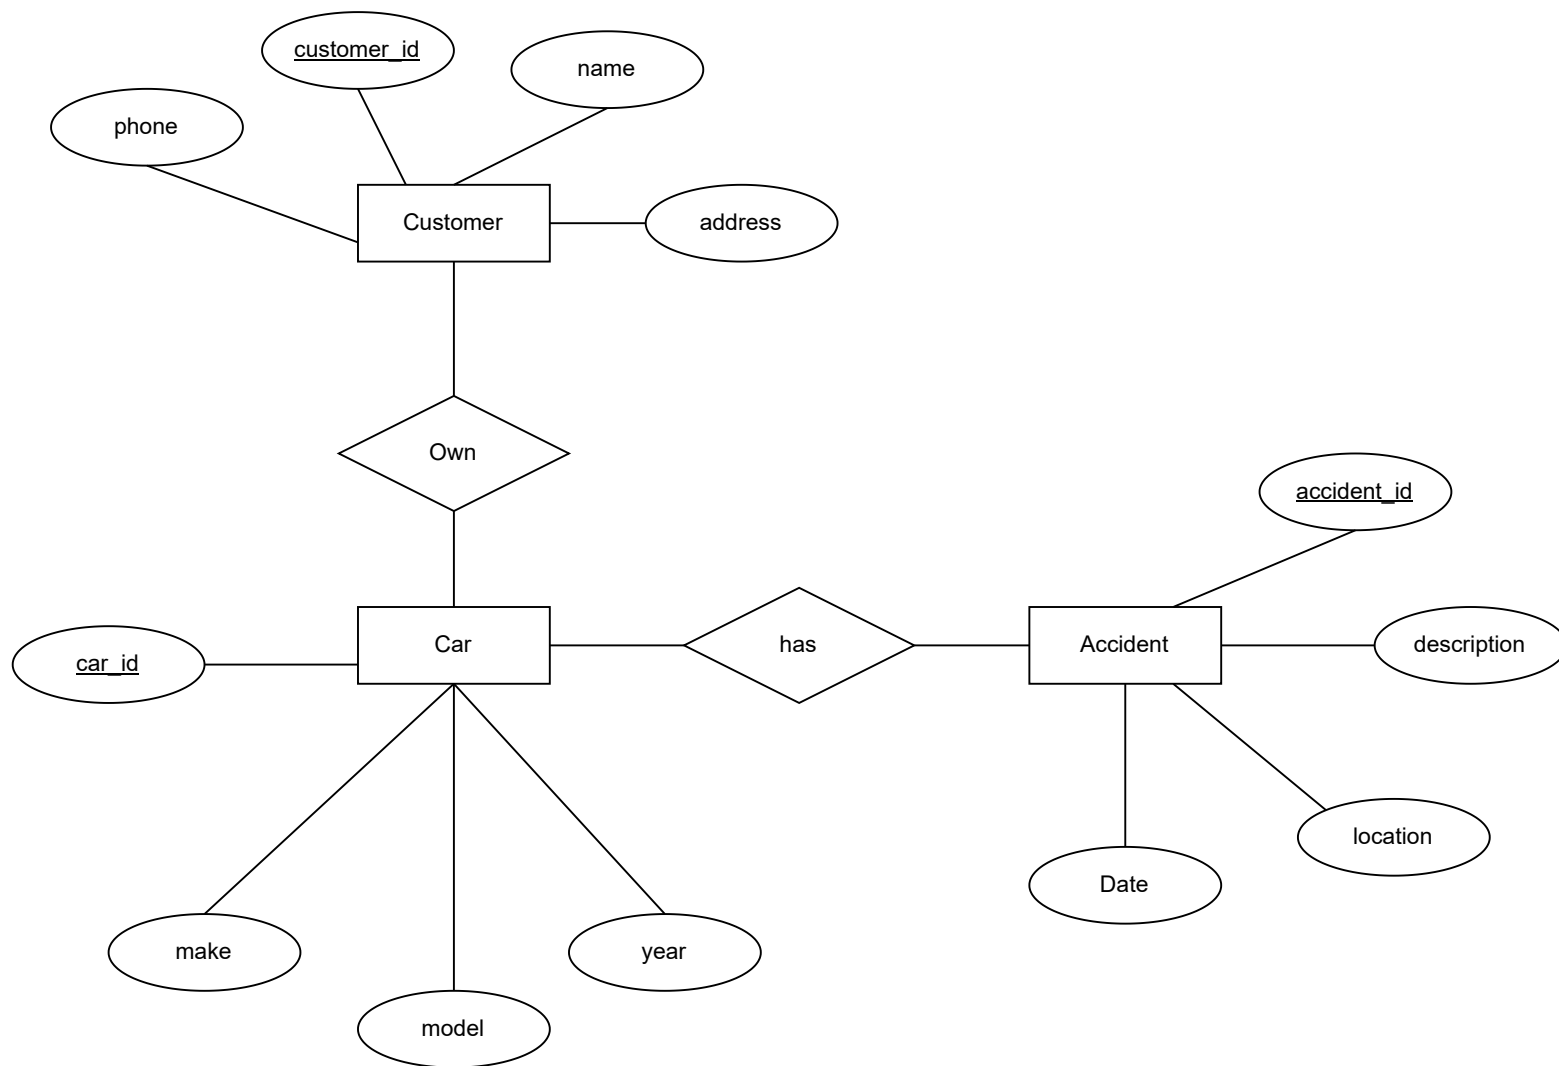 customer_id
name
phone
Customer
address
Own
accident_id
car_id
Car
has
Accident
description
location
Date
make
year
model